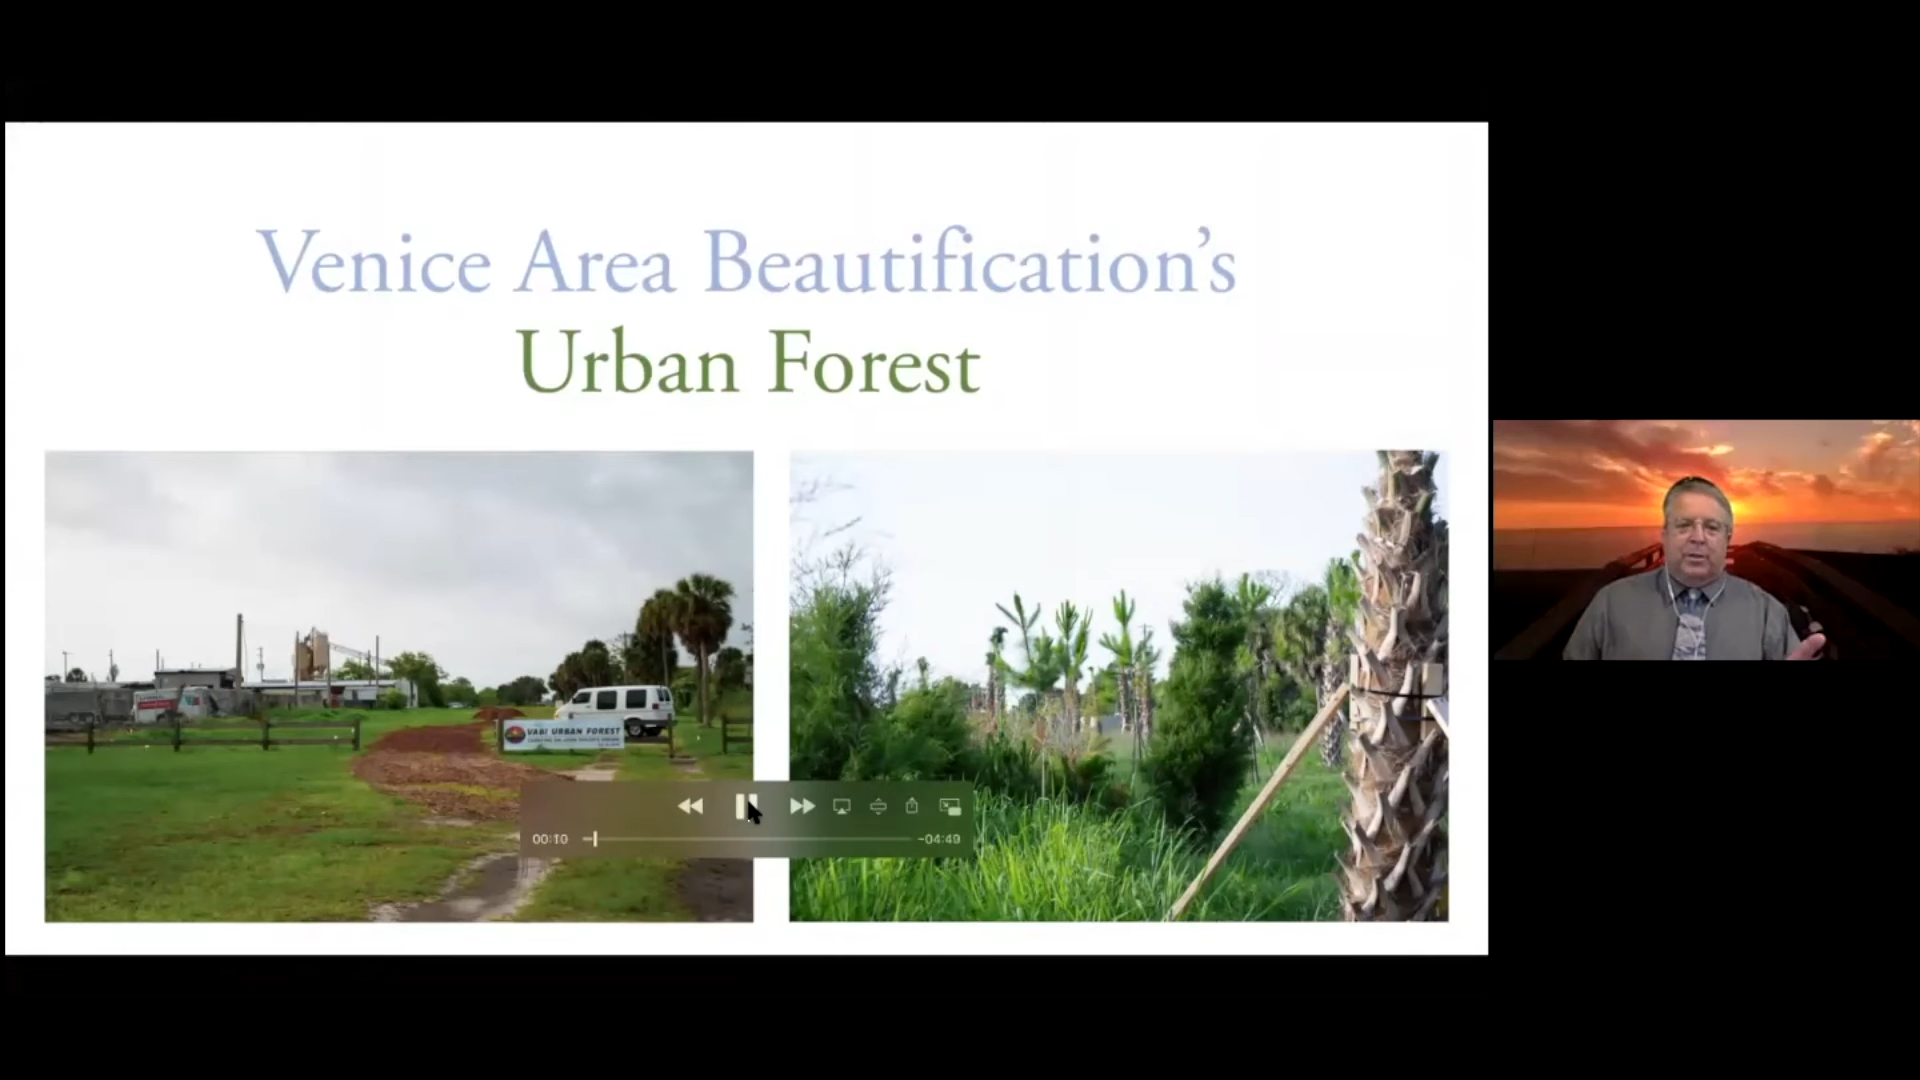 Venice Area Beautification's
Urban Forest
VABI URBAN FOREST
00:10
-04:49